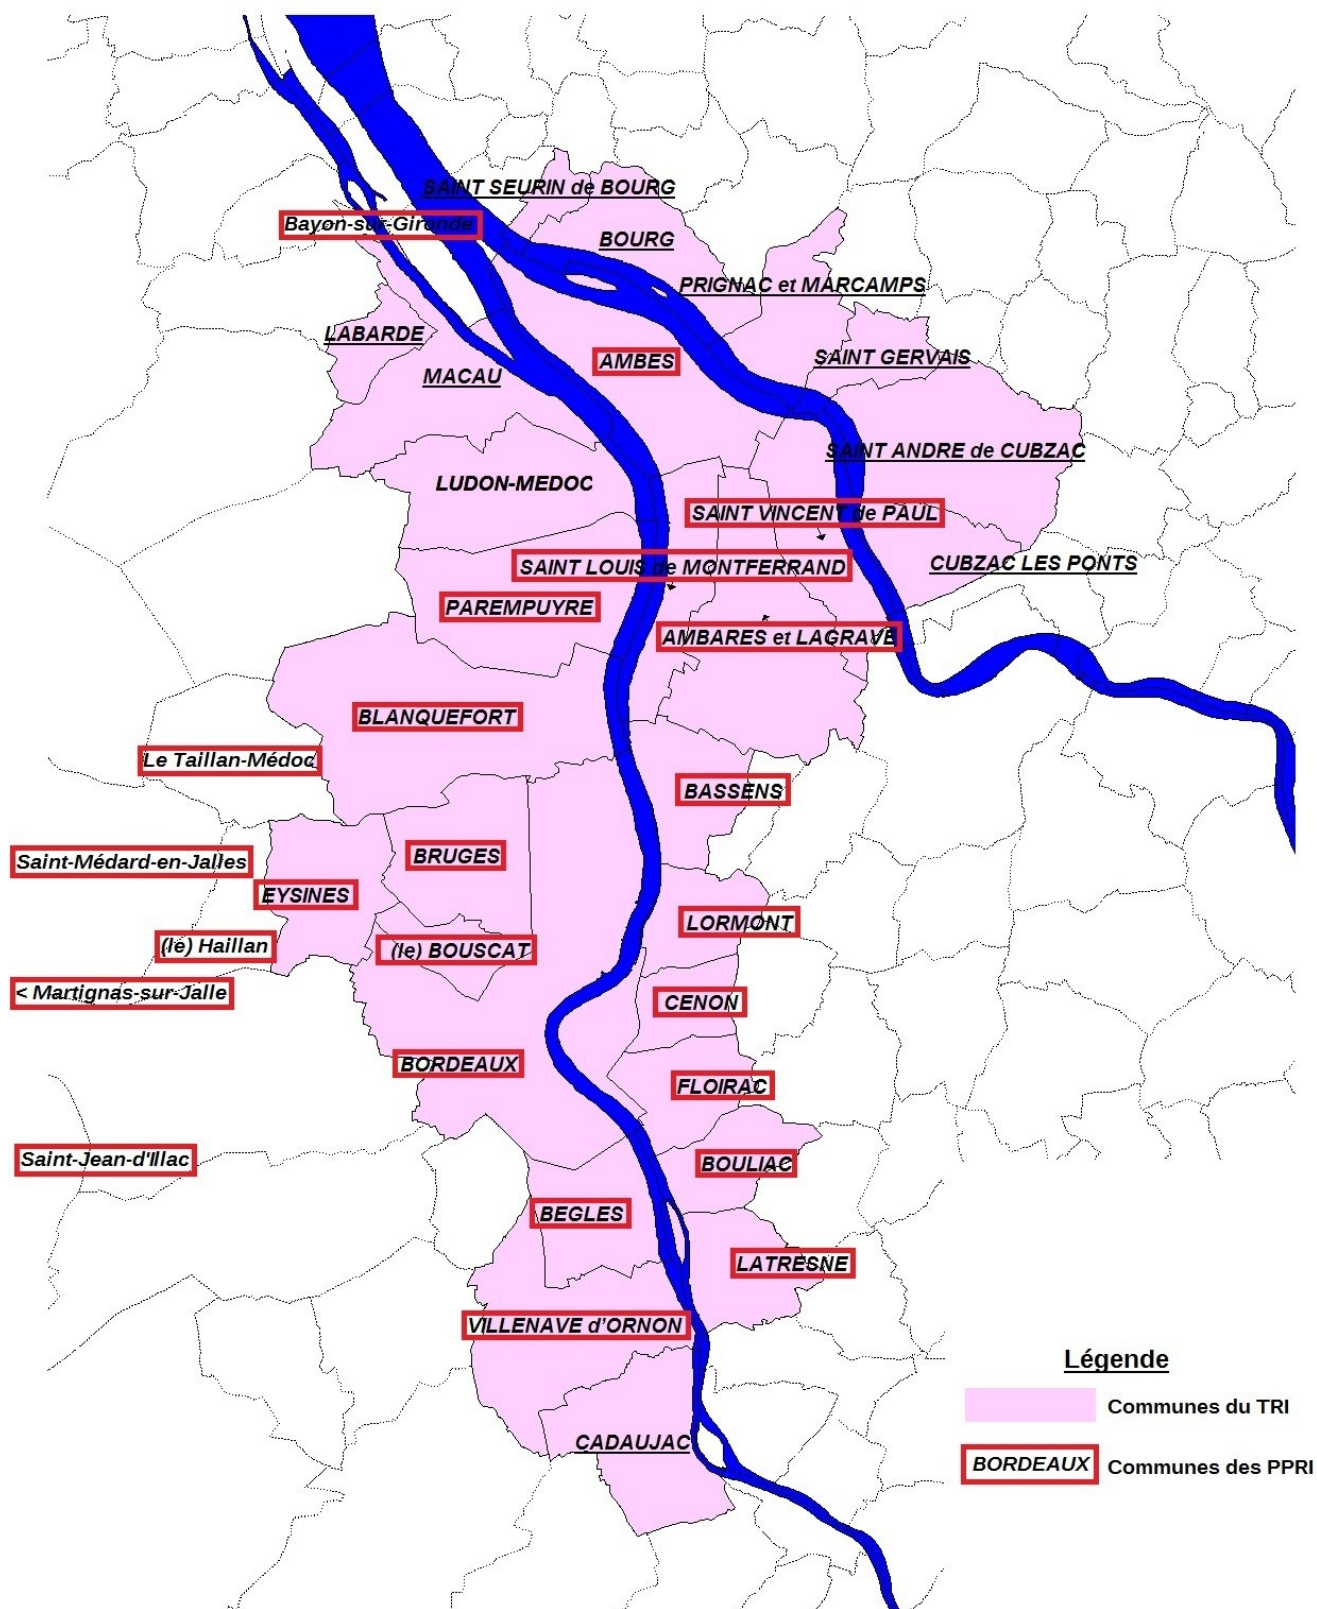 SAINT SEURIN de BOURG
Bayon-sur-Gironde
BOURG
PRIGNAC et MARCAMPS
LABARDE
SAINT GERVAIS
AMBES
MACAU
SAINT ANDRE de CUBZAC
LUDON-MEDOC
SAINT VINCENT de PAUL
CUBZAC LES PONTS
SAINT LOUIS de MONTFERRAND
PAREMPUYRE
AMBARES et LAGRAVE
BLANQUEFORT
Le Taillan-Médoc
BASSENS
BRUGES
Saint-Médard-en-Jalles
EYSINES
LORMONT
(le) Haillan
(le) BOUSCAT
< Martignas-sur-Jalle
CENON
BORDEAUX
FLOIRAC
Saint-Jean-d'Illac
BOULIAC
BEGLES
LATRESNE
VILLENAVE d'ORNON
CADAUJAC
Légende
Communes du TRI
BORDEAUX Communes des PPRI